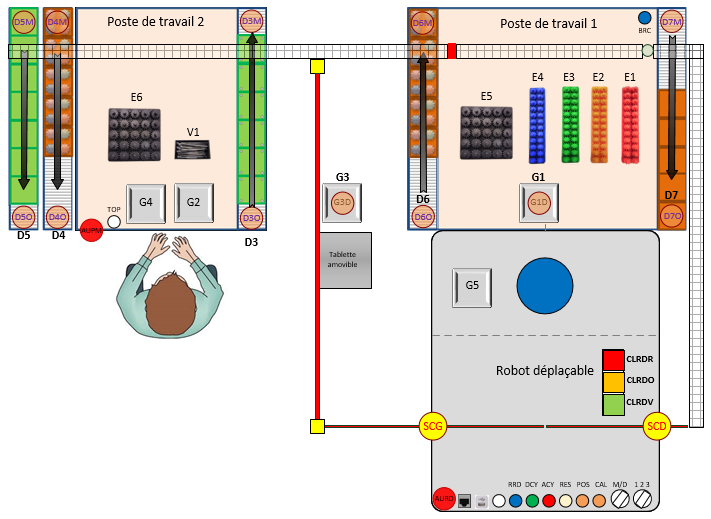 D5M
D4M
Poste de travail 2
D3M
D6M
Poste de travail 1
BRC
D7M
E6
V1
E5
E4
E3
E2
E1
G3
G3D
G1
G1D
G4
G2
TOP
AUPM
D5O
D4O
D3O
D6
D6O
D7
D7O
D5
D4
D3
Tablette
amovible
G5
Robot déplaçable
CLRDR
CLRDO
CLRDV
SCG
SCD
RRD DCY ACY RES POS CAL M/D 1 2 3
AURD